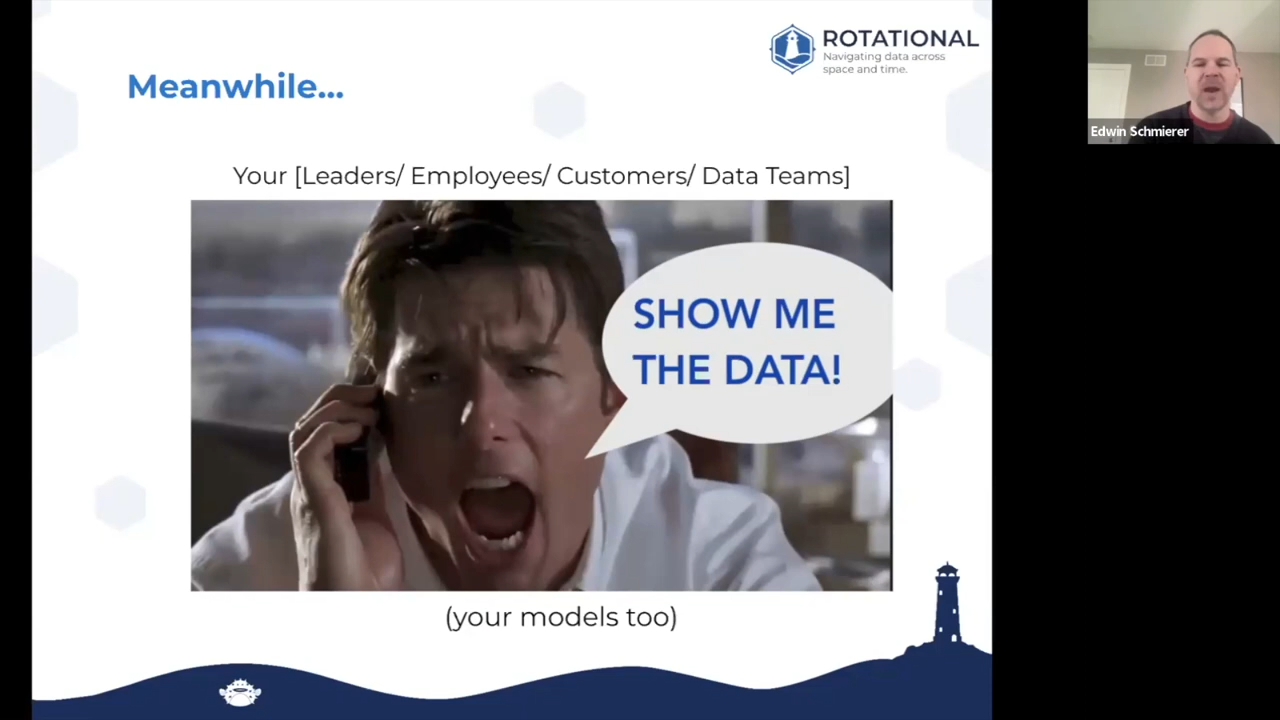 ROTATIONAL
Navigating data across
space and time.
Meanwhile...
Your [Leaders/ Employees/ Customers/ Data Teams]
SHOW ME
THE DATA!
(your models too)
Edwin Schmierer